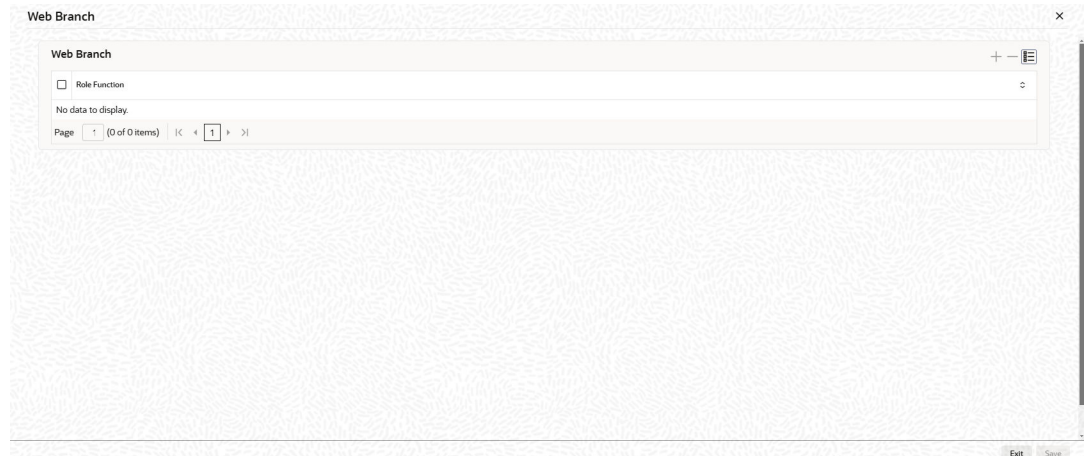 Web Branch
Web Branch
Role Function
No data to display.
Page 1 (0 of 0 items) 1
Exit Save